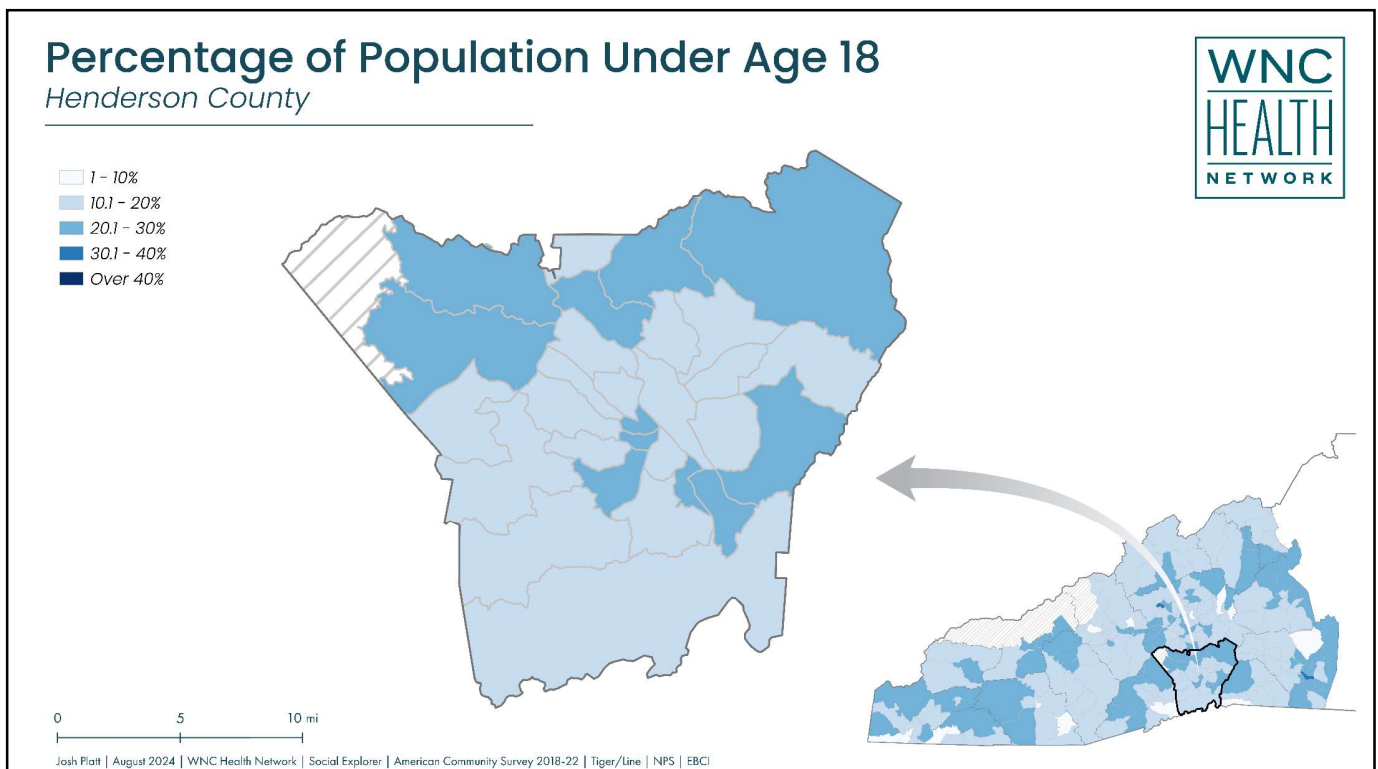 Percentage of Population Under Age 18
Henderson County
WNC
HEALTH
NETWORK
1 - 10%
10.1 - 20%
20.1 - 30%
30.1 - 40%
Over 40%
0 5 10 mi
Josh Platt | August 2024 | WNC Health Network | Social Explorer | American Community Survey 2018-22 | Tiger/Line | NPS | EBCI